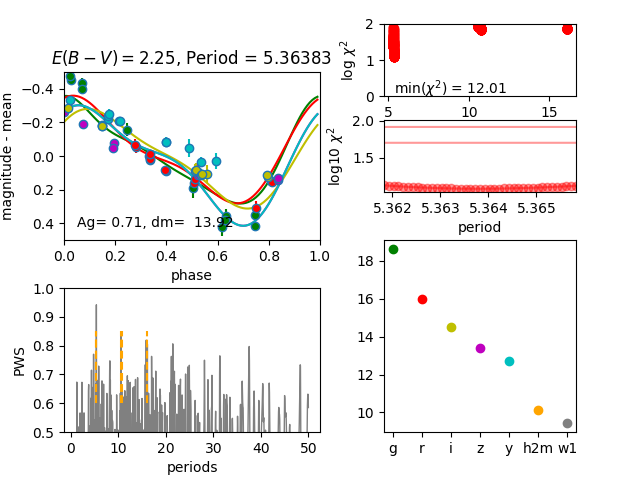 E(B − V) = 2.25, Period = 5.36383
magnitude - mean
−0.4
−0.2
0.0
0.2
0.4
Ag= 0.71, dm= 13.92
0.0 0.2 0.4 0.6 0.8 1.0
phase
log χ²
2
1
0
min(χ²) = 12.01
5 10 15
log10 χ²
2.0
1.5
5.362 5.363 5.364 5.365
period
PWS
1.0
0.9
0.8
0.7
0.6
0.5
0 10 20 30 40 50
periods
18
16
14
12
10
g r i z y h2m w1